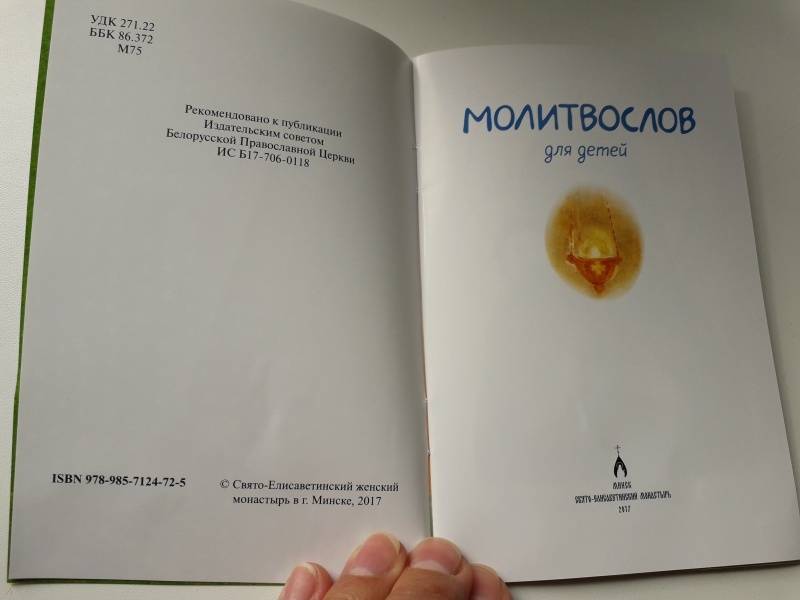 УДК 271.22
ББК 86.372
М75
Рекомендовано к публикации
Издательским советом
Белорусской Православной Церкви
ИС Б17-706-0118
ISBN 978-985-7124-72-5
© Свято-Елисаветинский женский
монастырь в г. Минске, 2017
МОЛИТВОСЛОВ
для детей
МИНСК
СВЯТО-ЕЛИСАВЕТИНСКИЙ МОНАСТЫРЬ
2017